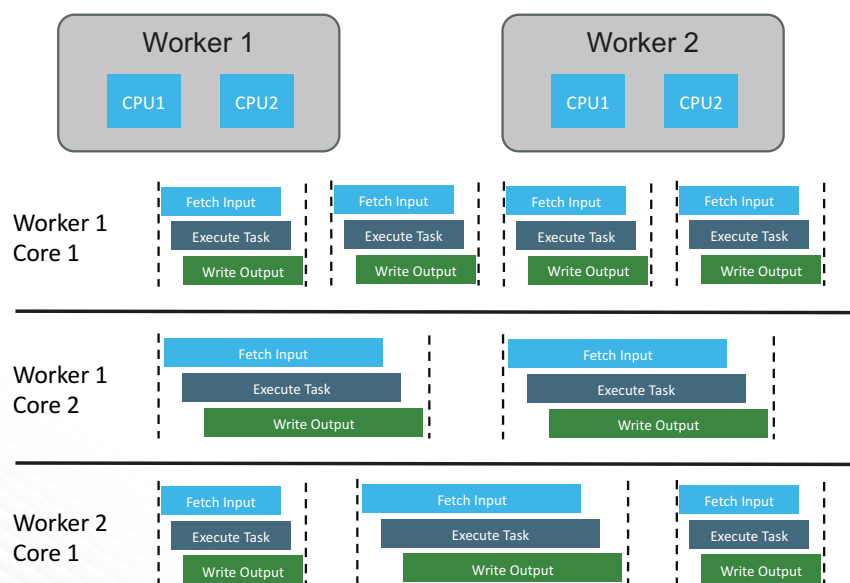 Worker 1
Worker 2
CPU1 CPU2
CPU1 CPU2
Worker 1
Core 1
Fetch Input
Execute Task
Write Output
Fetch Input
Execute Task
Write Output
Fetch Input
Execute Task
Write Output
Fetch Input
Execute Task
Write Output
Worker 1
Core 2
Fetch Input
Execute Task
Write Output
Fetch Input
Execute Task
Write Output
Worker 2
Core 1
Fetch Input
Execute Task
Write Output
Fetch Input
Execute Task
Write Output
Fetch Input
Execute Task
Write Output